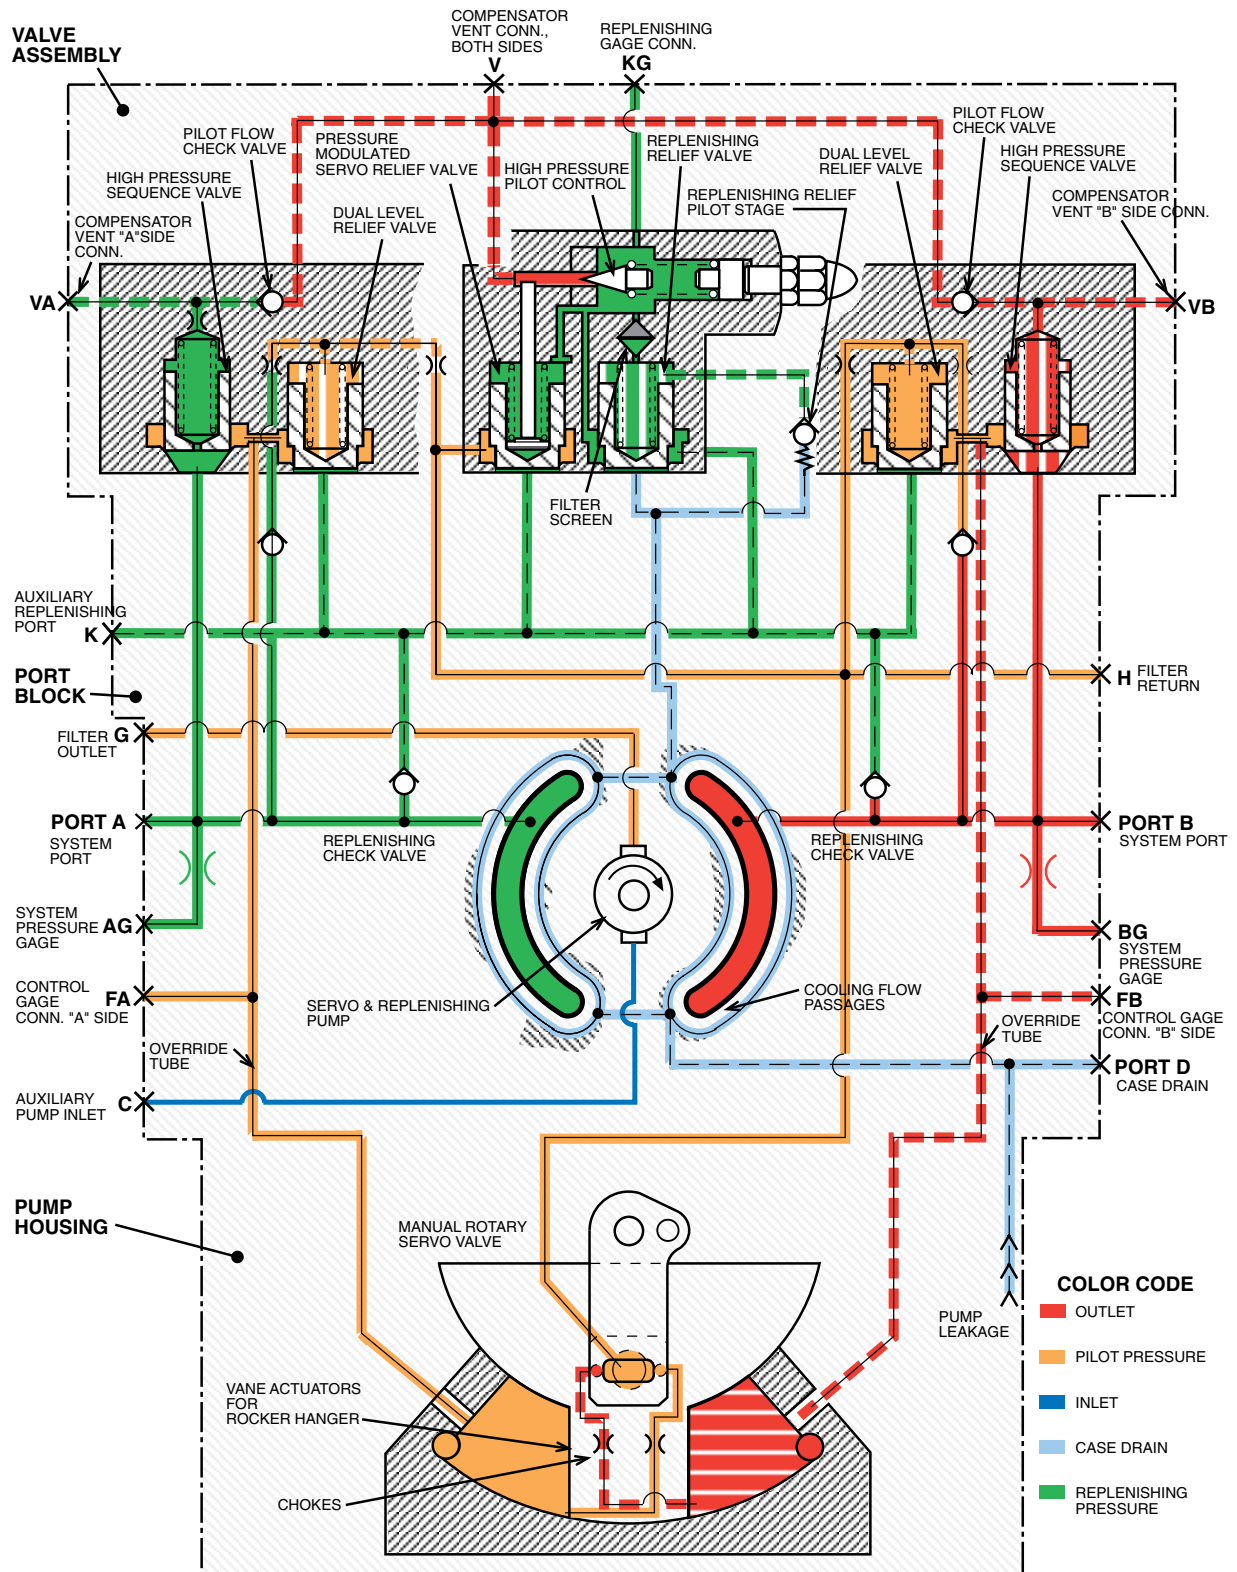 VALVE
ASSEMBLY
COMPENSATOR
VENT CONN.,
BOTH SIDES
V
REPLENISHING
GAGE CONN.
KG
PILOT FLOW
CHECK VALVE
PRESSURE
MODULATED
SERVO RELIEF VALVE
HIGH PRESSURE
PILOT CONTROL
REPLENISHING
RELIEF VALVE
DUAL LEVEL
RELIEF VALVE
PILOT FLOW
CHECK VALVE
HIGH PRESSURE
SEQUENCE VALVE
HIGH PRESSURE
SEQUENCE VALVE
REPLENISHING RELIEF
PILOT STAGE
COMPENSATOR
VENT "B" SIDE CONN.
COMPENSATOR
VENT "A"SIDE
CONN.
DUAL LEVEL
RELIEF VALVE
VA
VB
FILTER
SCREEN
AUXILIARY
REPLENISHING
PORT
K
PORT
BLOCK
H FILTER
RETURN
FILTER G
OUTLET
PORT A
SYSTEM
PORT
REPLENISHING
CHECK VALVE
REPLENISHING
CHECK VALVE
PORT B
SYSTEM PORT
SYSTEM
PRESSURE AG
GAGE
BG
SYSTEM
PRESSURE
GAGE
CONTROL
GAGE FA
CONN. "A" SIDE
SERVO & REPLENISHING
PUMP
COOLING FLOW
PASSAGES
FB
CONTROL GAGE
CONN. "B" SIDE
OVERRIDE
TUBE
OVERRIDE
TUBE
PORT D
CASE DRAIN
AUXILIARY C
PUMP INLET
PUMP
HOUSING
MANUAL ROTARY
SERVO VALVE
COLOR CODE
OUTLET
PILOT PRESSURE
INLET
CASE DRAIN
REPLENISHING
PRESSURE
PUMP
LEAKAGE
VANE ACTUATORS
FOR
ROCKER HANGER
CHOKES